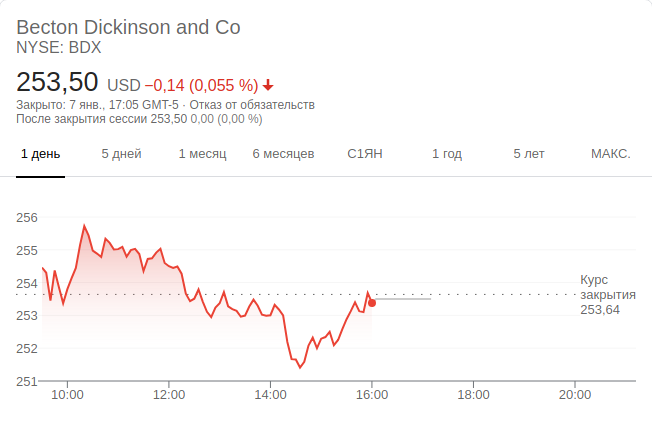 Becton Dickinson and Co
NYSE: BDX
253,50 USD −0,14 (0,055 %)
Закрыто: 7 янв., 17:05 GMT-5 · Отказ от обязательств
После закрытия сессии 253,50 0,00 (0,00 %)
1 день 5 дней 1 месяц 6 месяцев С1ЯН 1 год 5 лет МАКС.
256
255
254
253
252
251
Курс
закрытия
253,64
10:00 12:00 14:00 16:00 18:00 20:00